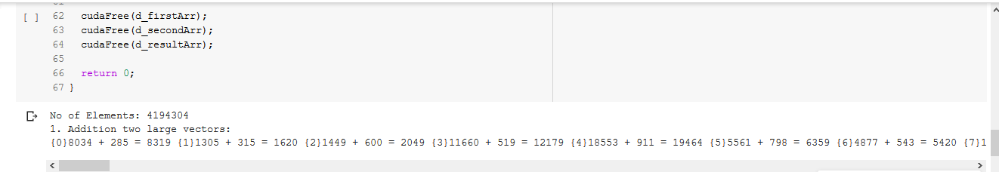 [ ] 62 cudaFree(d_firstArr);
63 cudaFree(d_secondArr);
64 cudaFree(d_resultArr);
65
66 return 0;
67 }
No of Elements: 4194304
1. Addition two large vectors:
{0}8034 + 285 = 8319 {1}1305 + 315 = 1620 {2}1449 + 600 = 2049 {3}11660 + 519 = 12179 {4}18553 + 911 = 19464 {5}5561 + 798 = 6359 {6}4877 + 543 = 5420 {7}1